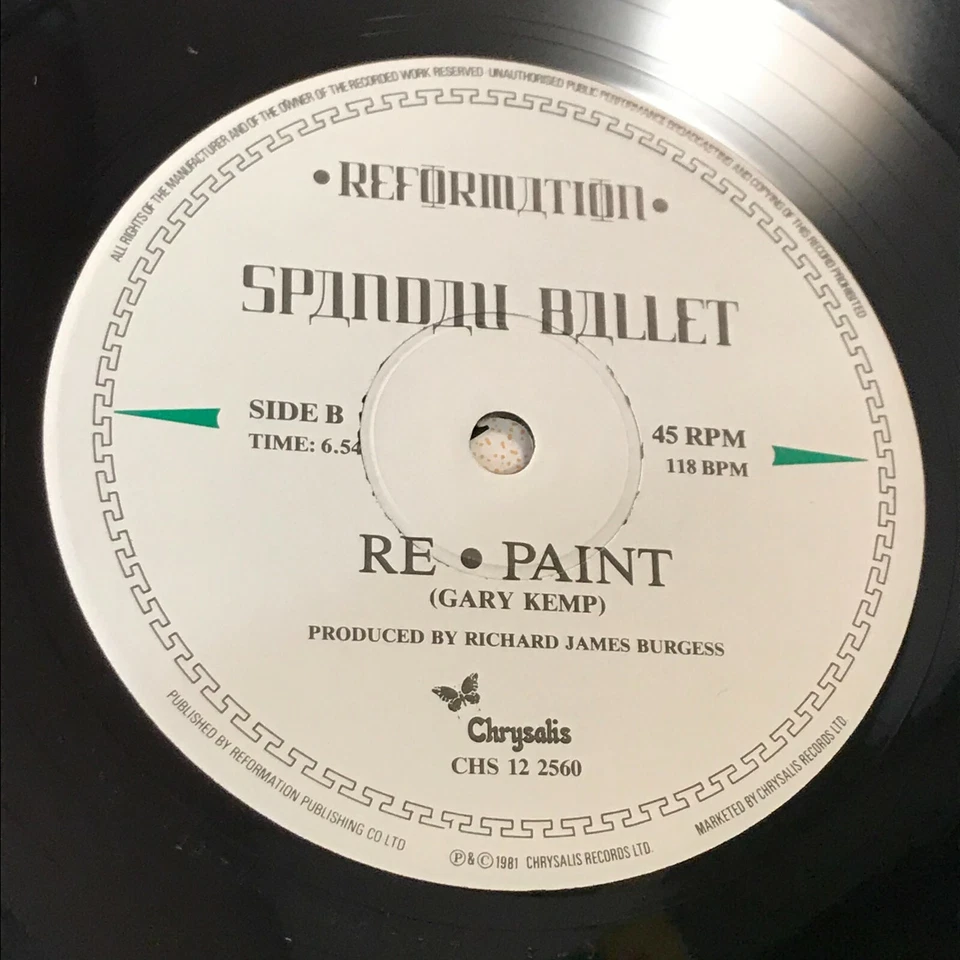 ALL RIGHTS OF THE MANUFACTURER AND OF THE OWNER OF THE RECORDED WORK RESERVED · UNAUTHORISED PUBLIC PERFORMANCE BROADCASTING AND COPYING OF THIS RECORD PROHIBITED
• REFORMATION •
SPANDAU BALLET
SIDE B
TIME: 6.54
45 RPM
118 BPM
RE • PAINT
(GARY KEMP)
PRODUCED BY RICHARD JAMES BURGESS
Chrysalis
CHS 12 2560
PUBLISHED BY REFORMATION PUBLISHING CO LTD
℗ & © 1981 CHRYSALIS RECORDS LTD.
MARKETED BY CHRYSALIS RECORDS LTD